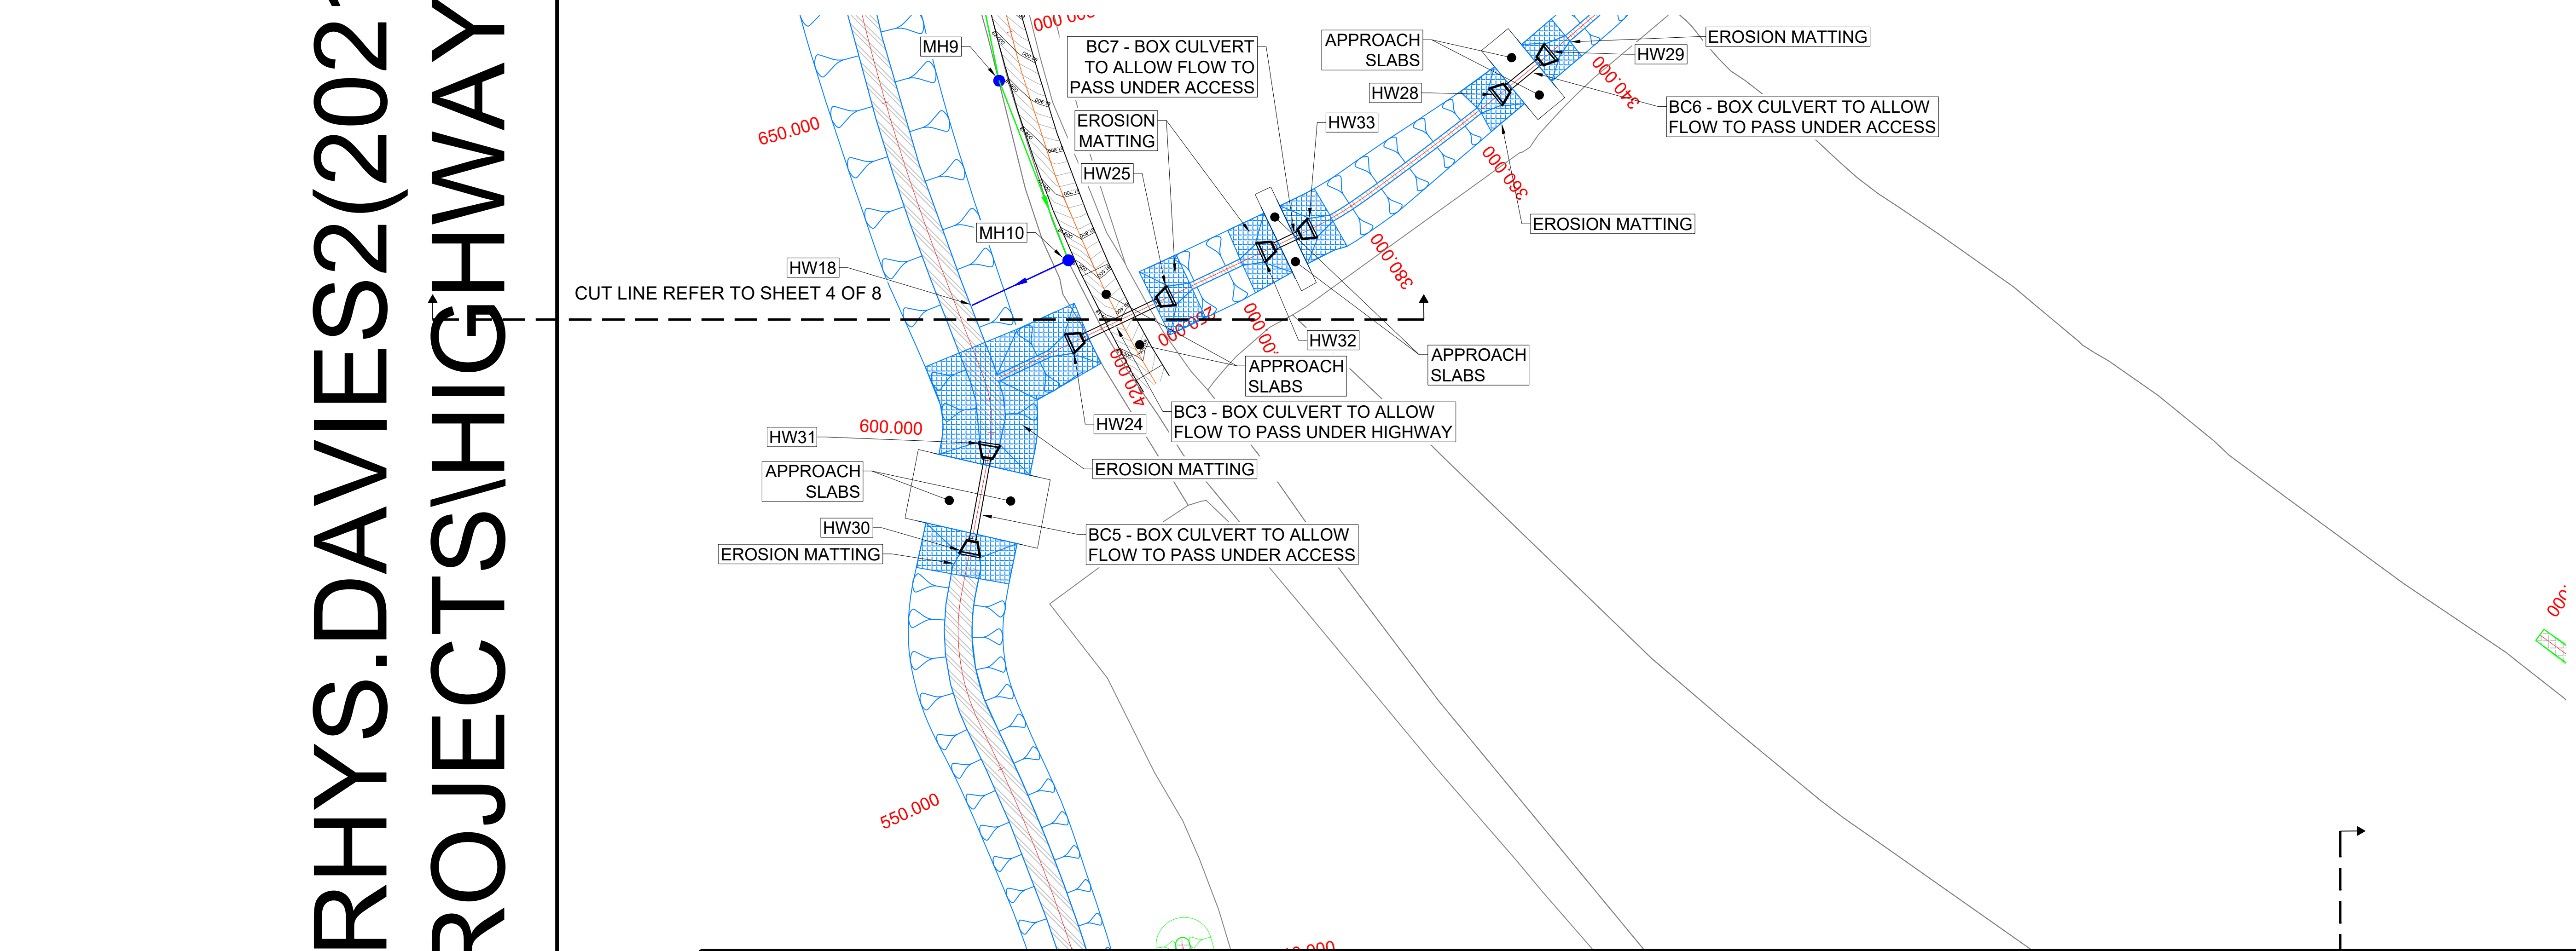 RHYS.DAVIES2(202
ROJECTS\HIGHWAY
MH9
BC7 - BOX CULVERT
TO ALLOW FLOW TO
PASS UNDER ACCESS
APPROACH
SLABS
EROSION MATTING
HW29
HW28
340.000
BC6 - BOX CULVERT TO ALLOW
FLOW TO PASS UNDER ACCESS
650.000
EROSION
MATTING
HW33
HW25
360.000
EROSION MATTING
MH10
380.000
HW18
CUT LINE REFER TO SHEET 4 OF 8
HW32
APPROACH
SLABS
APPROACH
SLABS
420.000
BC3 - BOX CULVERT TO ALLOW
FLOW TO PASS UNDER HIGHWAY
HW24
600.000
HW31
EROSION MATTING
APPROACH
SLABS
HW30
EROSION MATTING
BC5 - BOX CULVERT TO ALLOW
FLOW TO PASS UNDER ACCESS
550.000